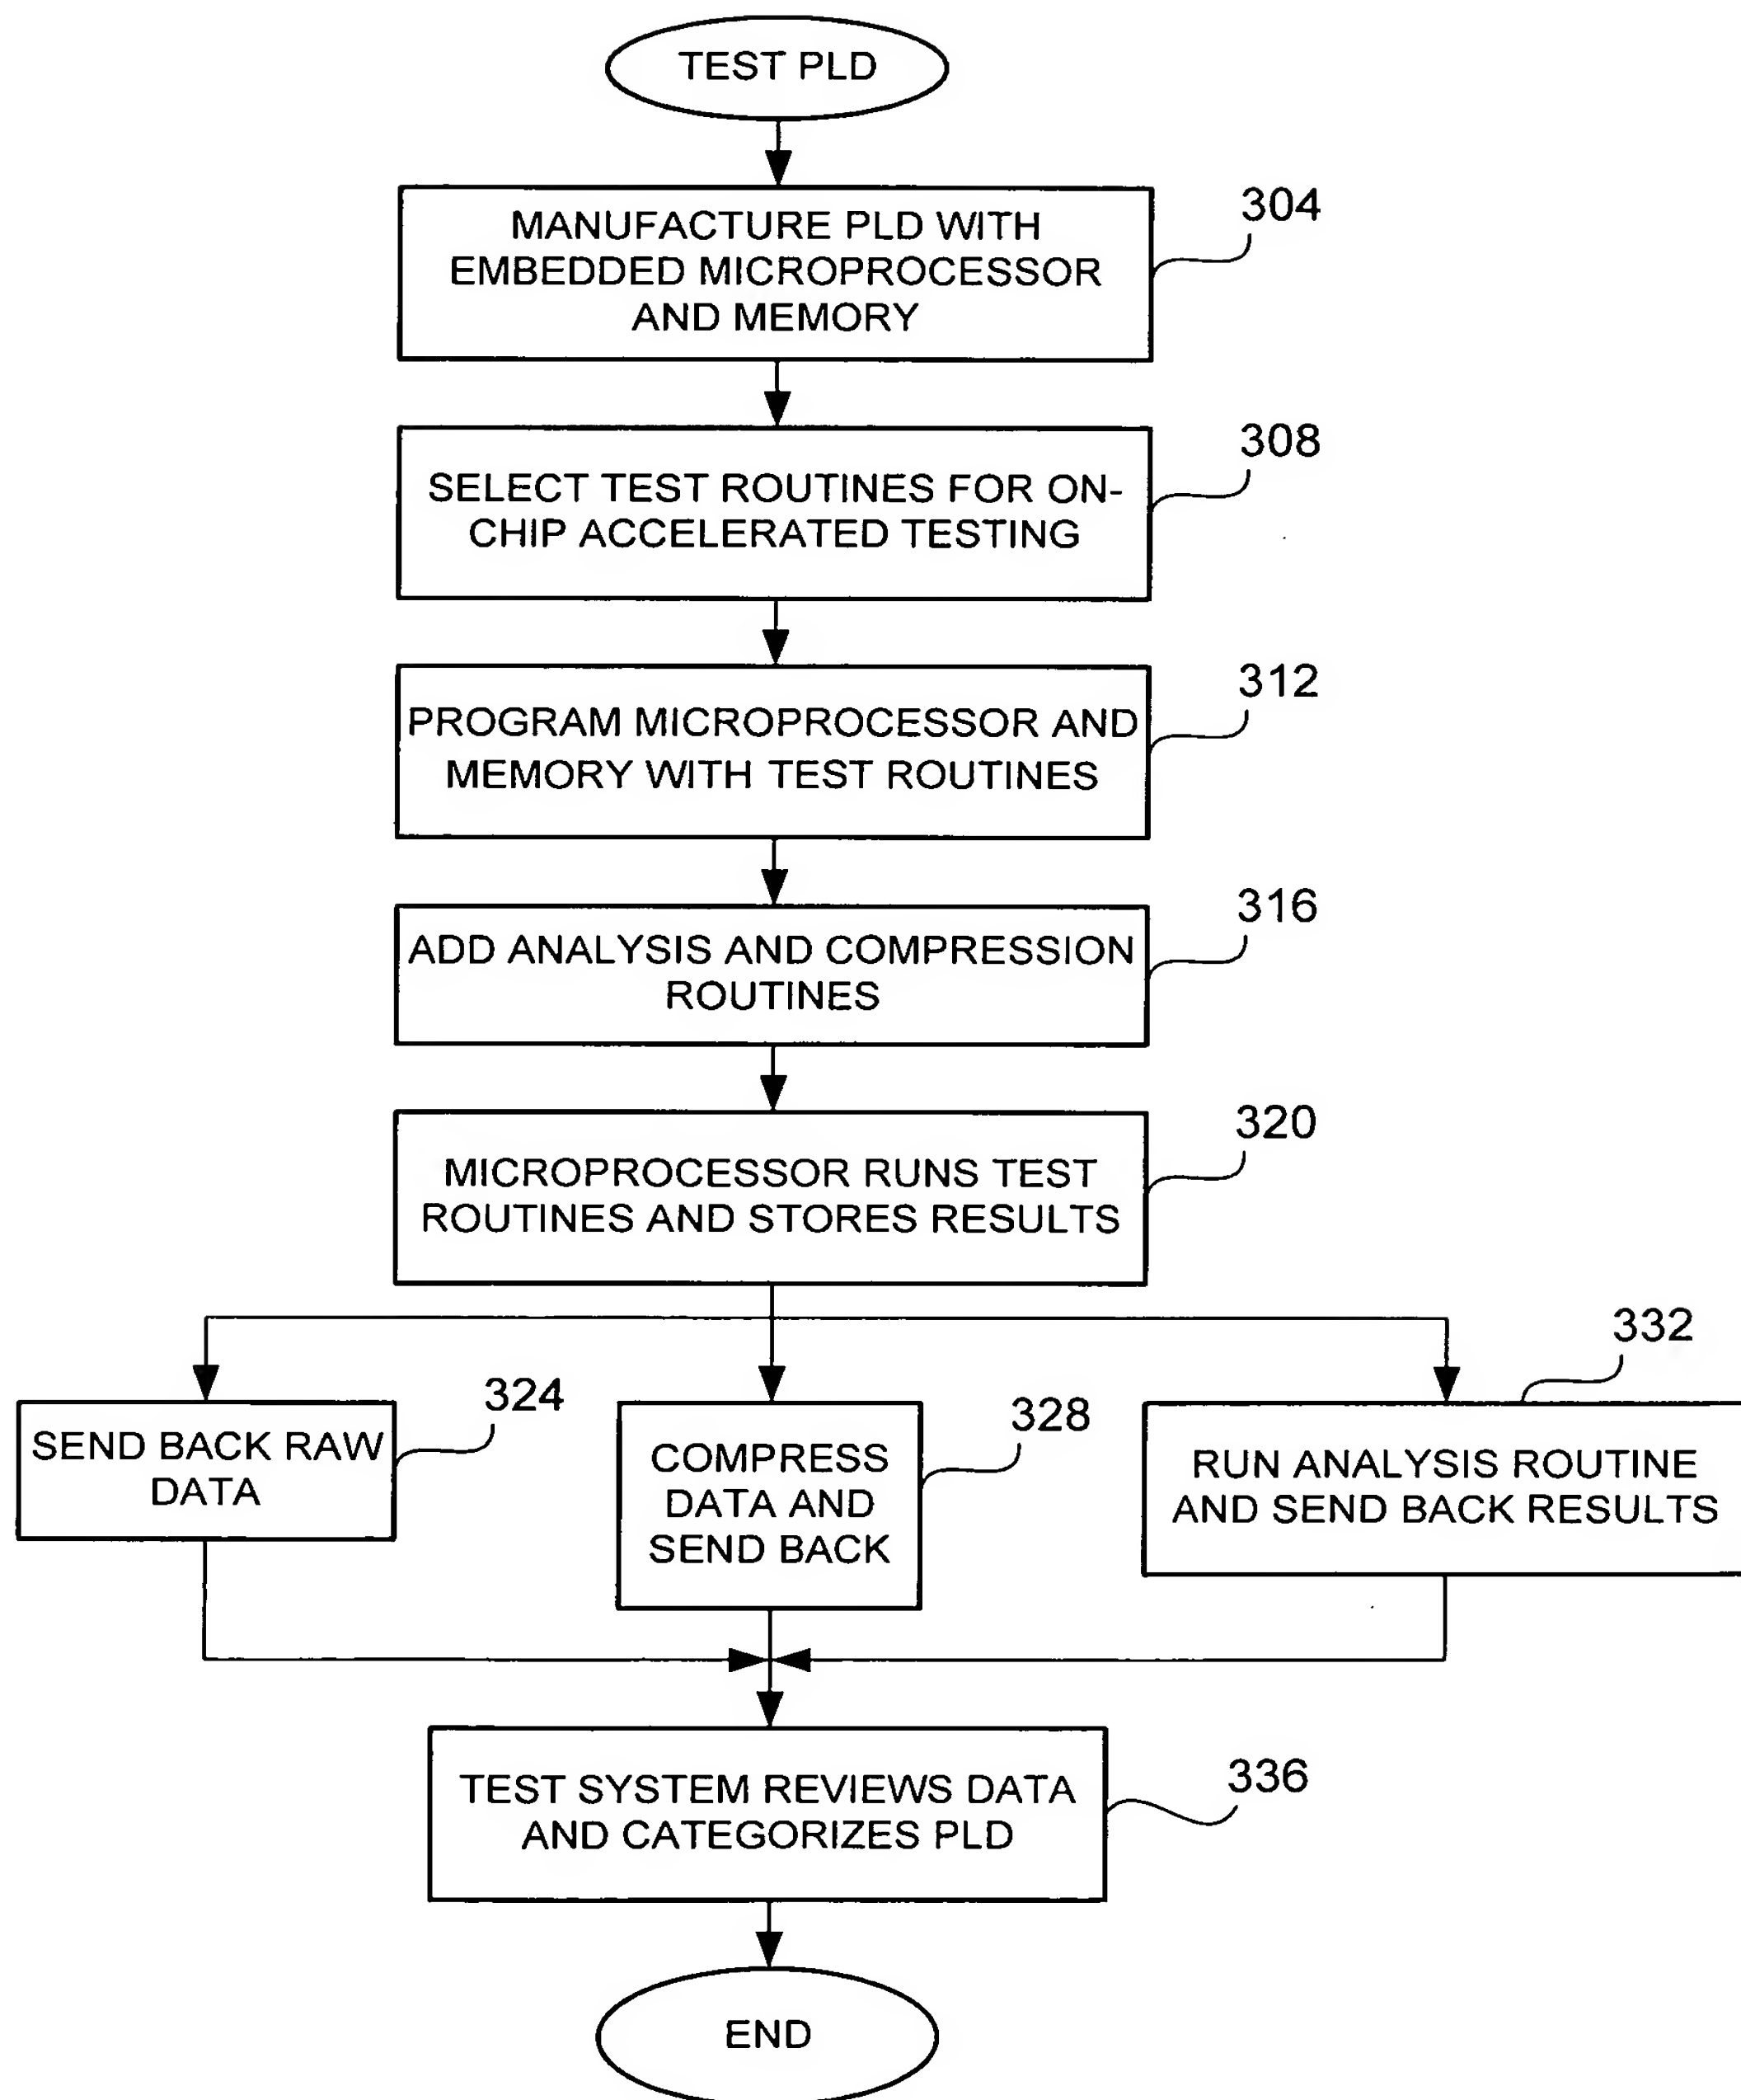 TEST PLD
MANUFACTURE PLD WITH
EMBEDDED MICROPROCESSOR
AND MEMORY
304
SELECT TEST ROUTINES FOR ON-
CHIP ACCELERATED TESTING
308
PROGRAM MICROPROCESSOR AND
MEMORY WITH TEST ROUTINES
312
ADD ANALYSIS AND COMPRESSION
ROUTINES
316
MICROPROCESSOR RUNS TEST
ROUTINES AND STORES RESULTS
320
SEND BACK RAW
DATA
324
COMPRESS
DATA AND
SEND BACK
328
RUN ANALYSIS ROUTINE
AND SEND BACK RESULTS
332
TEST SYSTEM REVIEWS DATA
AND CATEGORIZES PLD
336
END